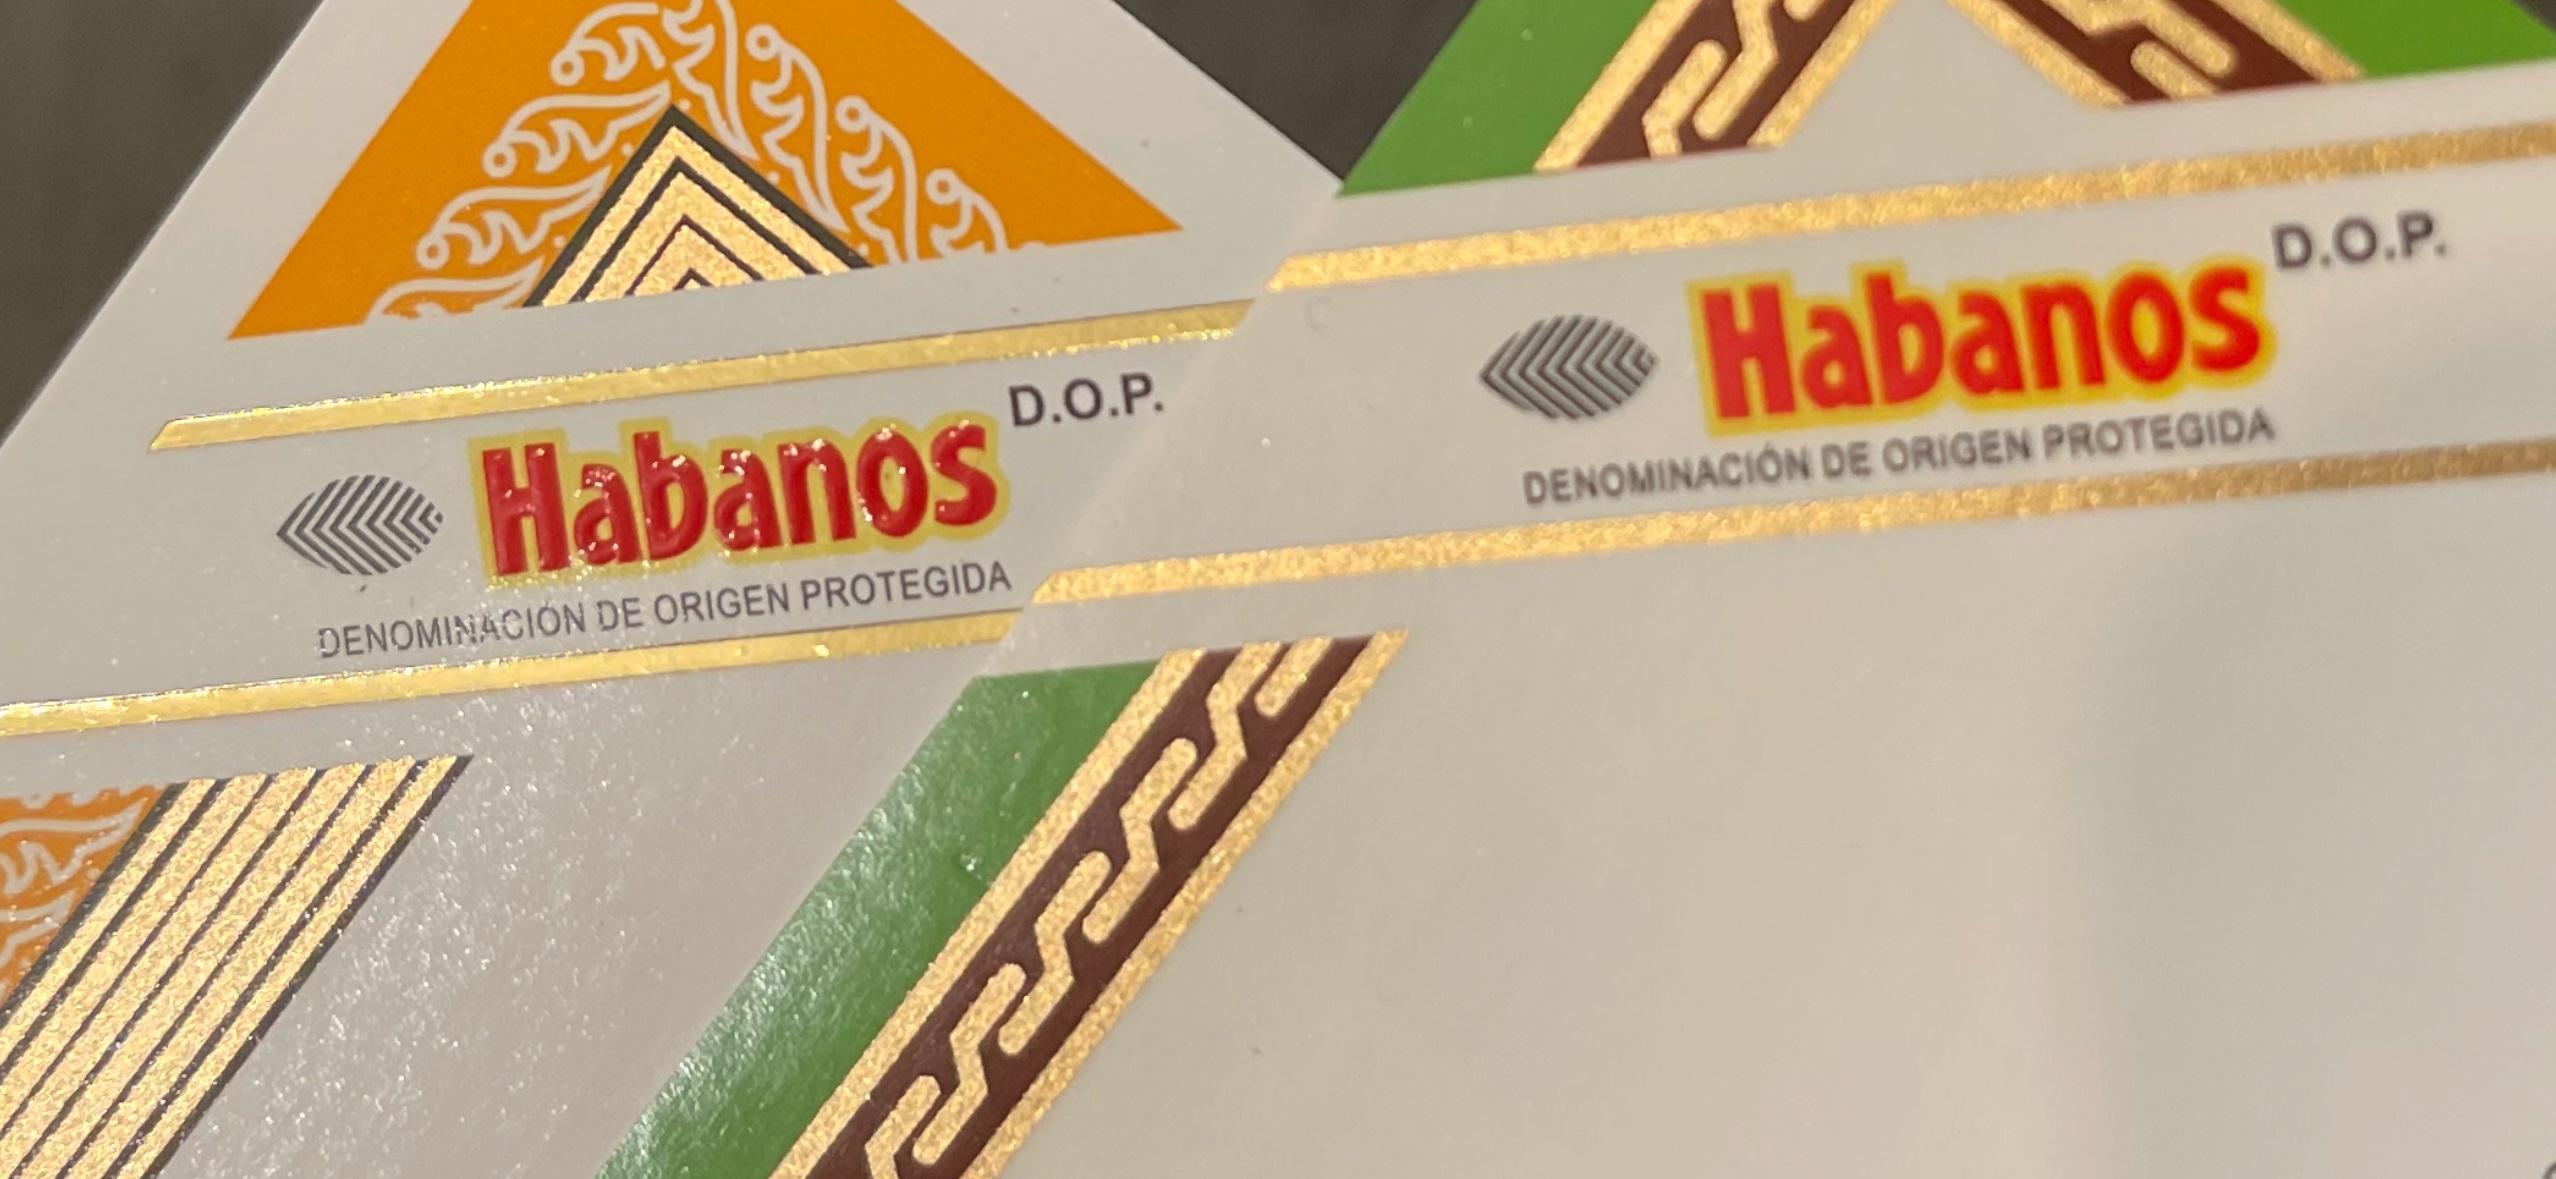 Habanos D.O.P.
DENOMINACIÓN DE ORIGEN PROTEGIDA
Habanos D.O.P.
DENOMINACIÓN DE ORIGEN PROTEGIDA